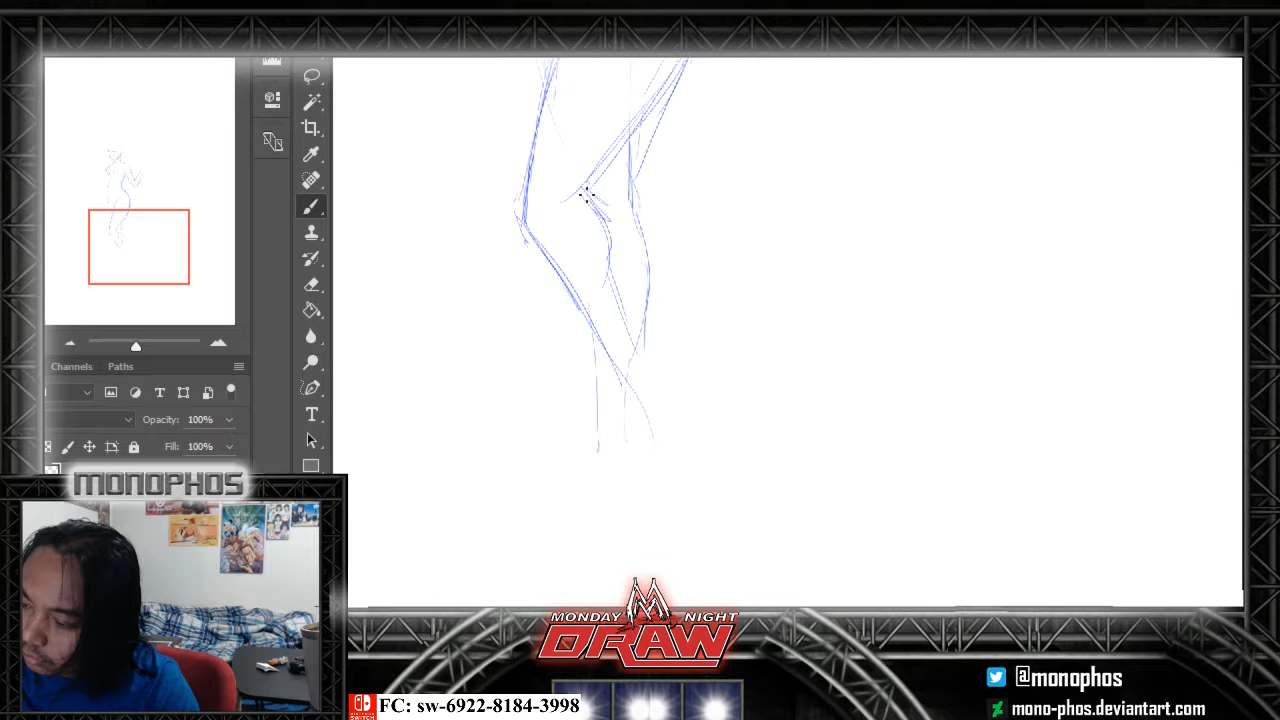 Channels Paths
Opacity: 100%
Fill: 100%
MONOPHOS
MONDAY NIGHT
DRAW
FC: sw-6922-8184-3998
@monophos
mono-phos.deviantart.com